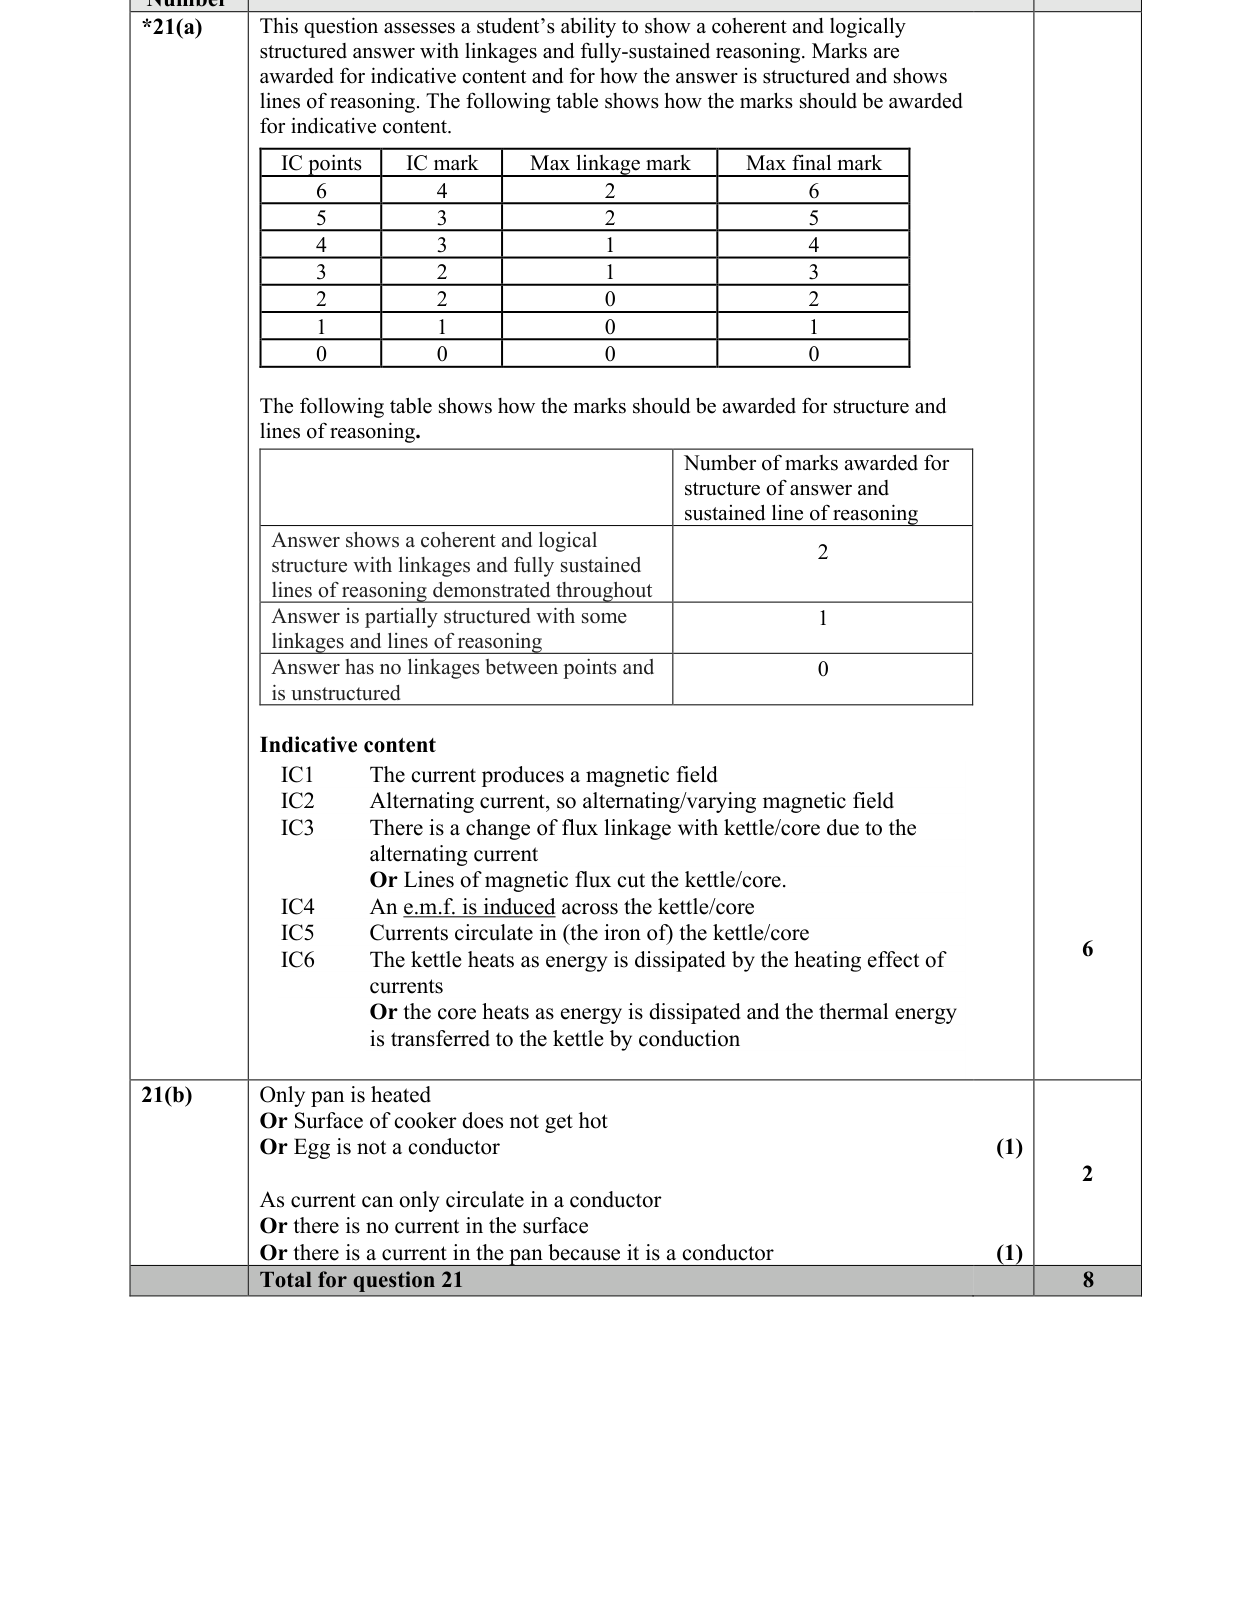 Number
*21(a)
This question assesses a student’s ability to show a coherent and logically
structured answer with linkages and fully-sustained reasoning. Marks are
awarded for indicative content and for how the answer is structured and shows
lines of reasoning. The following table shows how the marks should be awarded
for indicative content.
IC points IC mark Max linkage mark Max final mark
6 4 2 6
5 3 2 5
4 3 1 4
3 2 1 3
2 2 0 2
1 1 0 1
0 0 0 0
The following table shows how the marks should be awarded for structure and
lines of reasoning.
Number of marks awarded for
structure of answer and
sustained line of reasoning
Answer shows a coherent and logical
structure with linkages and fully sustained
lines of reasoning demonstrated throughout
2
Answer is partially structured with some
linkages and lines of reasoning
1
Answer has no linkages between points and
is unstructured
0
Indicative content
IC1 The current produces a magnetic field
IC2 Alternating current, so alternating/varying magnetic field
IC3 There is a change of flux linkage with kettle/core due to the
alternating current
Or Lines of magnetic flux cut the kettle/core.
IC4 An e.m.f. is induced across the kettle/core
IC5 Currents circulate in (the iron of) the kettle/core
IC6 The kettle heats as energy is dissipated by the heating effect of
currents
Or the core heats as energy is dissipated and the thermal energy
is transferred to the kettle by conduction
6
21(b)
Only pan is heated
Or Surface of cooker does not get hot
Or Egg is not a conductor (1)
As current can only circulate in a conductor
Or there is no current in the surface
Or there is a current in the pan because it is a conductor (1)
2
Total for question 21 8